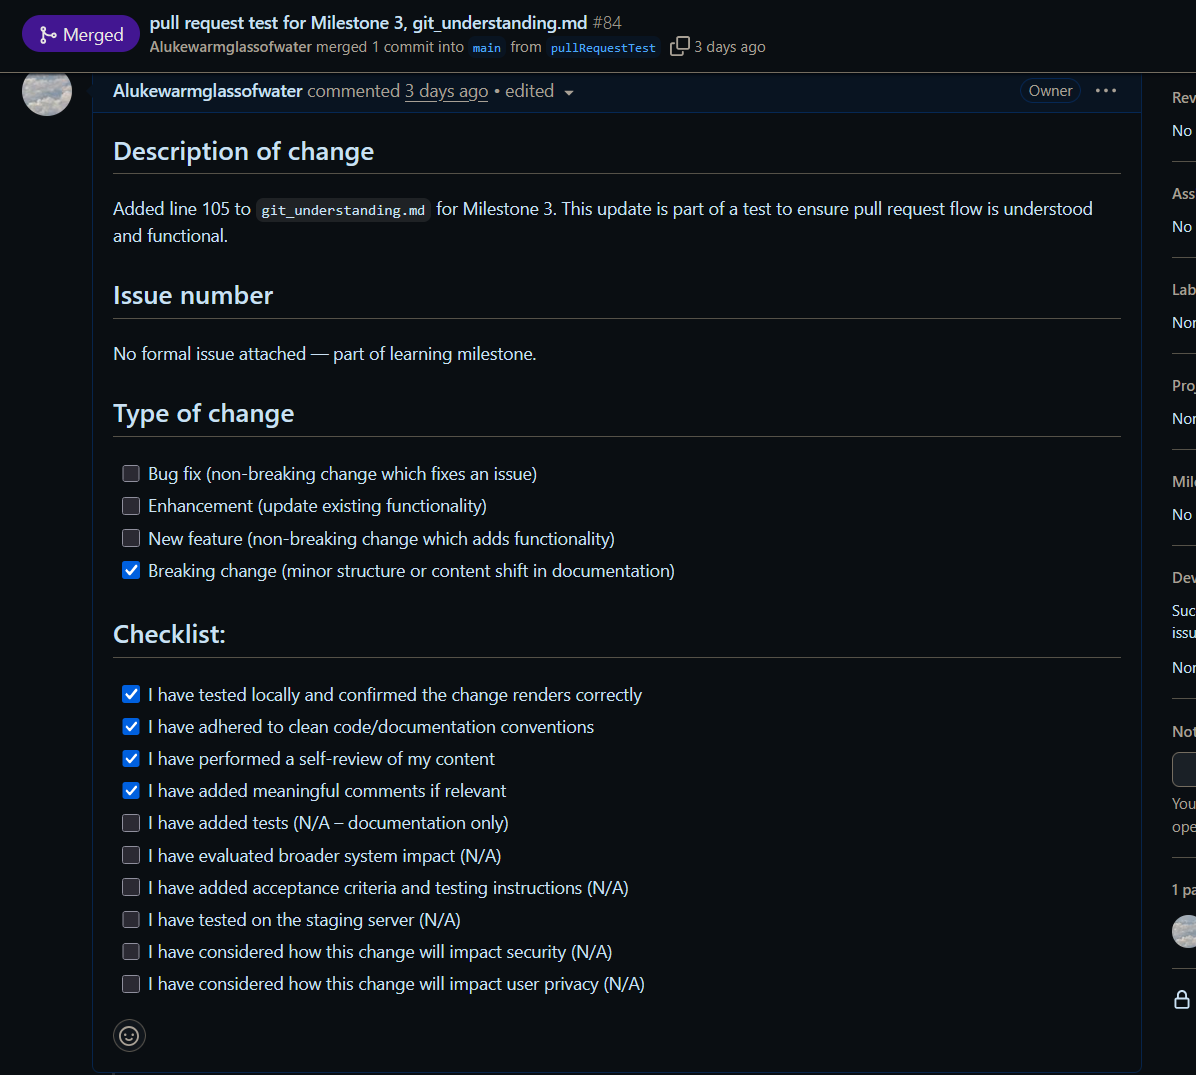 Merged
pull request test for Milestone 3, git_understanding.md #84
Alukewarmglassofwater merged 1 commit into main from pullRequestTest 3 days ago
Alukewarmglassofwater commented 3 days ago • edited
Owner
Description of change
Added line 105 to git_understanding.md for Milestone 3. This update is part of a test to ensure pull request flow is understood
and functional.
Issue number
No formal issue attached — part of learning milestone.
Type of change
Bug fix (non-breaking change which fixes an issue)
Enhancement (update existing functionality)
New feature (non-breaking change which adds functionality)
Breaking change (minor structure or content shift in documentation)
Checklist:
I have tested locally and confirmed the change renders correctly
I have adhered to clean code/documentation conventions
I have performed a self-review of my content
I have added meaningful comments if relevant
I have added tests (N/A – documentation only)
I have evaluated broader system impact (N/A)
I have added acceptance criteria and testing instructions (N/A)
I have tested on the staging server (N/A)
I have considered how this change will impact security (N/A)
I have considered how this change will impact user privacy (N/A)
Rev
No
Ass
No
Lab
Nor
Pro
Nor
Mil
No
Dev
Suc
issu
Nor
Not
You
ope
1 pa